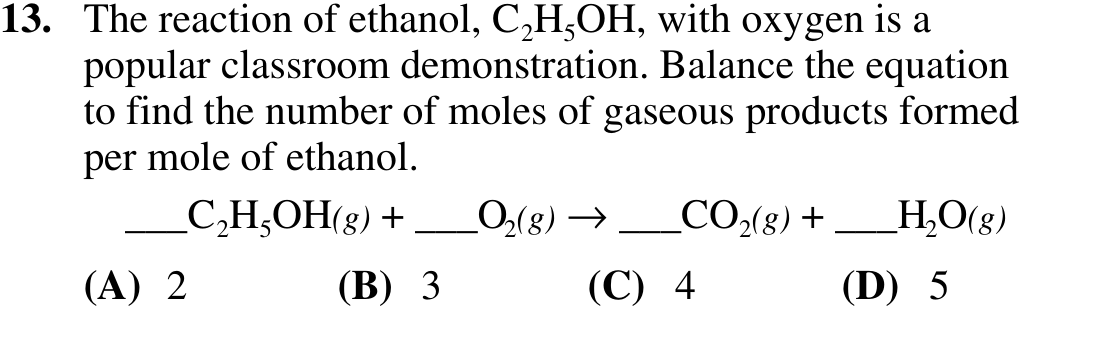 13. The reaction of ethanol, C₂H₅OH, with oxygen is a
popular classroom demonstration. Balance the equation
to find the number of moles of gaseous products formed
per mole of ethanol.
___C₂H₅OH(g) + ___O₂(g) → ___CO₂(g) + ___H₂O(g)
(A) 2 (B) 3 (C) 4 (D) 5